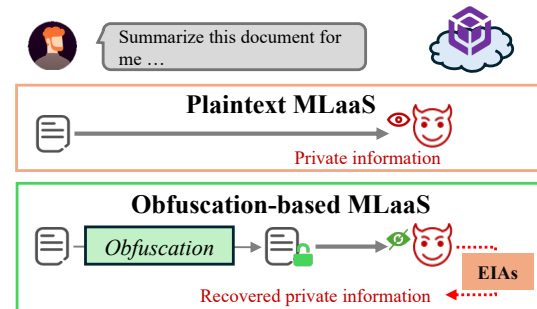 Summarize this document for
me ...
Plaintext MLaaS
Private information
Obfuscation-based MLaaS
Obfuscation
EIAs
Recovered private information